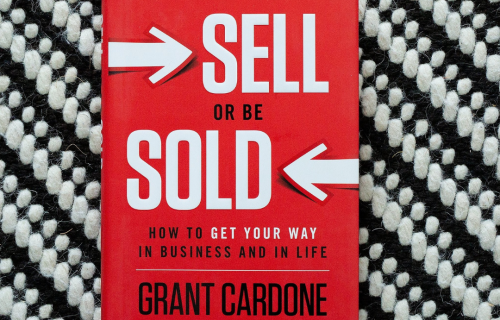 SELL
OR BE
SOLD
HOW TO GET YOUR WAY
IN BUSINESS AND IN LIFE
GRANT CARDONE